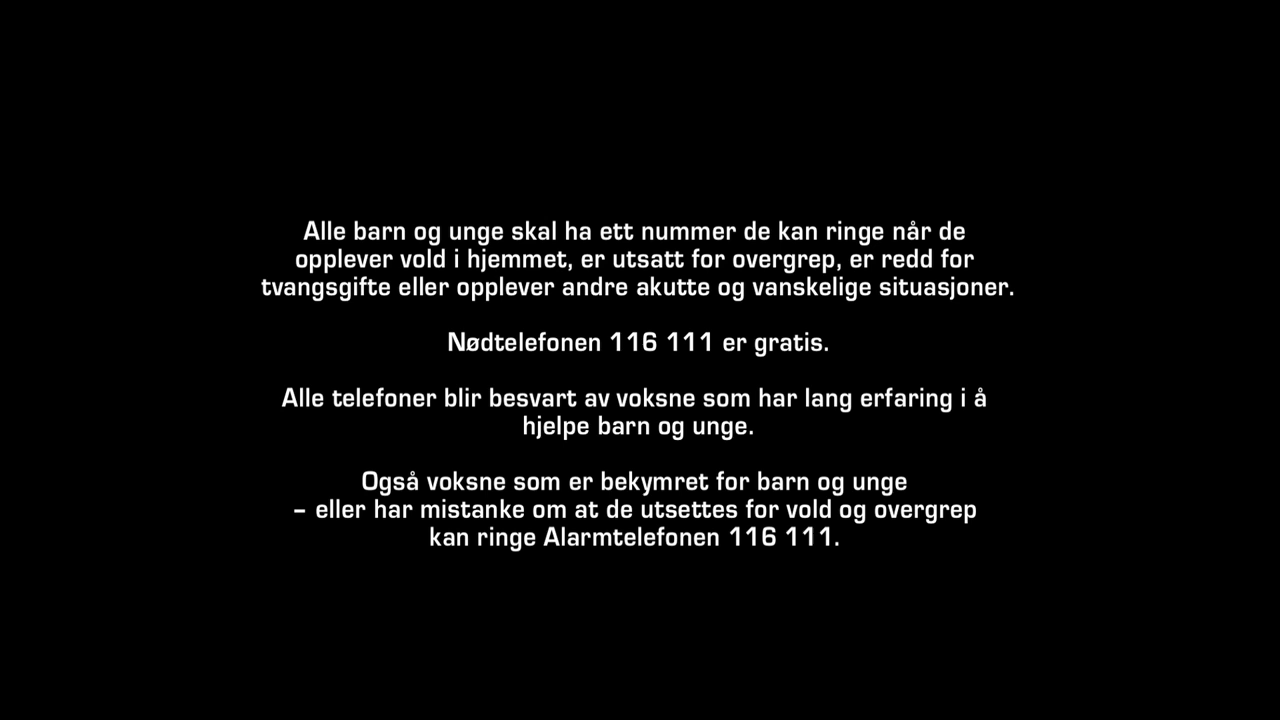 Alle barn og unge skal ha ett nummer de kan ringe når de
opplever vold i hjemmet, er utsatt for overgrep, er redd for
tvangsgifte eller opplever andre akutte og vanskelige situasjoner.
Nødtelefonen 116 111 er gratis.
Alle telefoner blir besvart av voksne som har lang erfaring i å
hjelpe barn og unge.
Også voksne som er bekymret for barn og unge
– eller har mistanke om at de utsettes for vold og overgrep
kan ringe Alarmtelefonen 116 111.